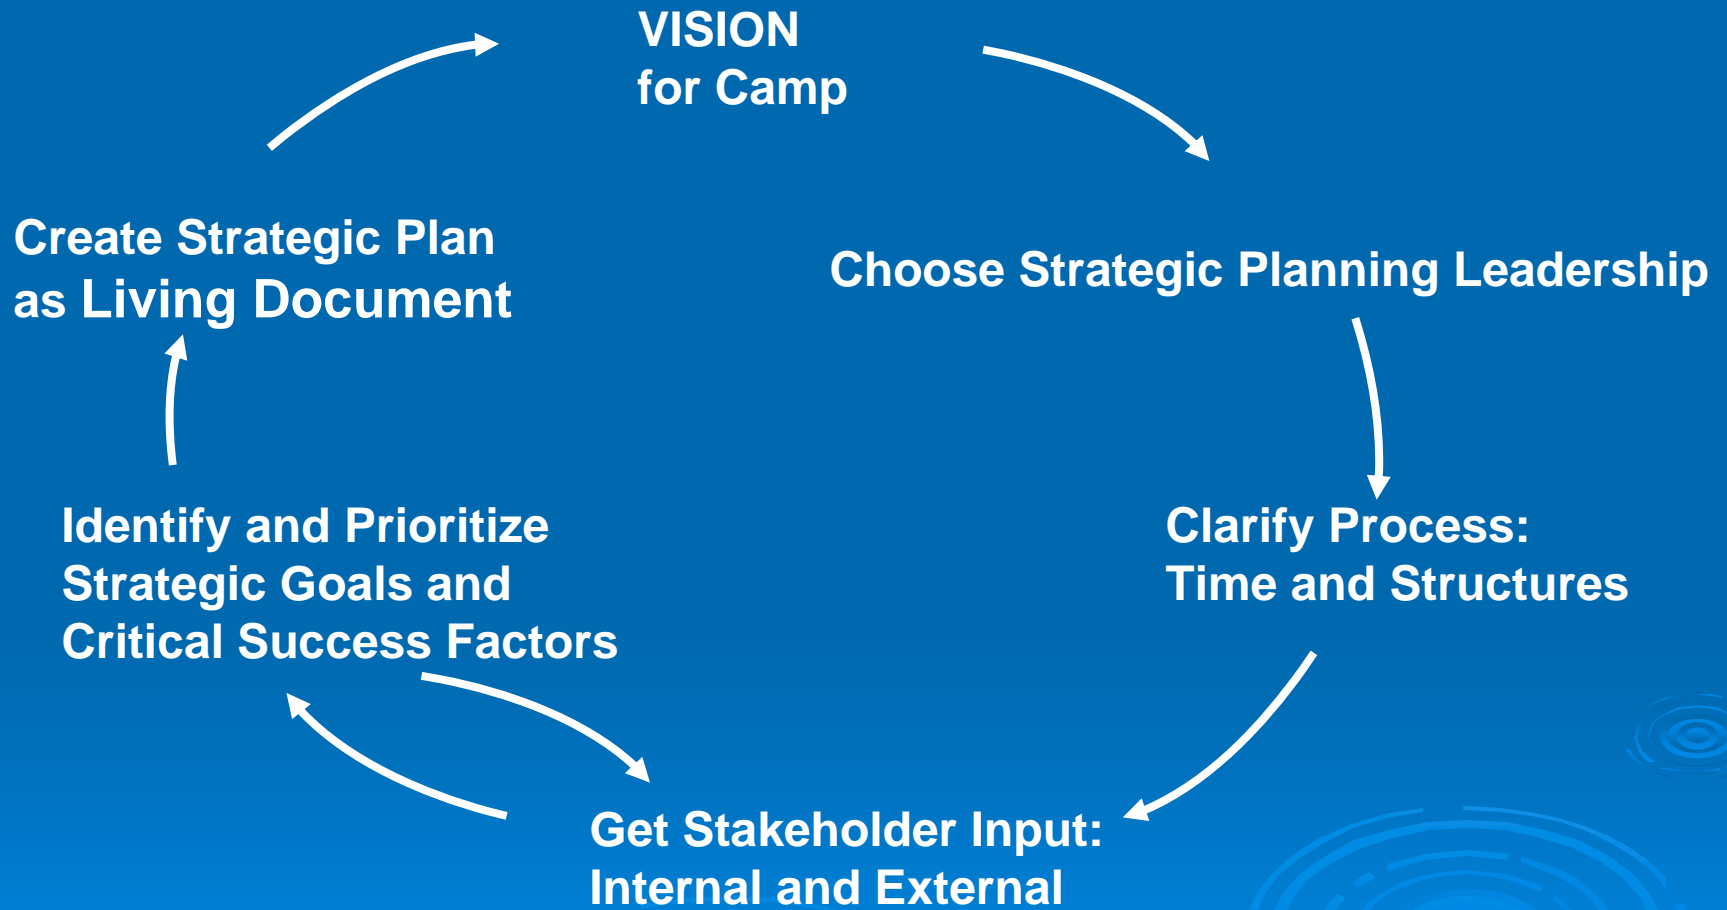 VISION
for Camp
Choose Strategic Planning Leadership
Clarify Process:
Time and Structures
Get Stakeholder Input:
Internal and External
Identify and Prioritize
Strategic Goals and
Critical Success Factors
Create Strategic Plan
as Living Document